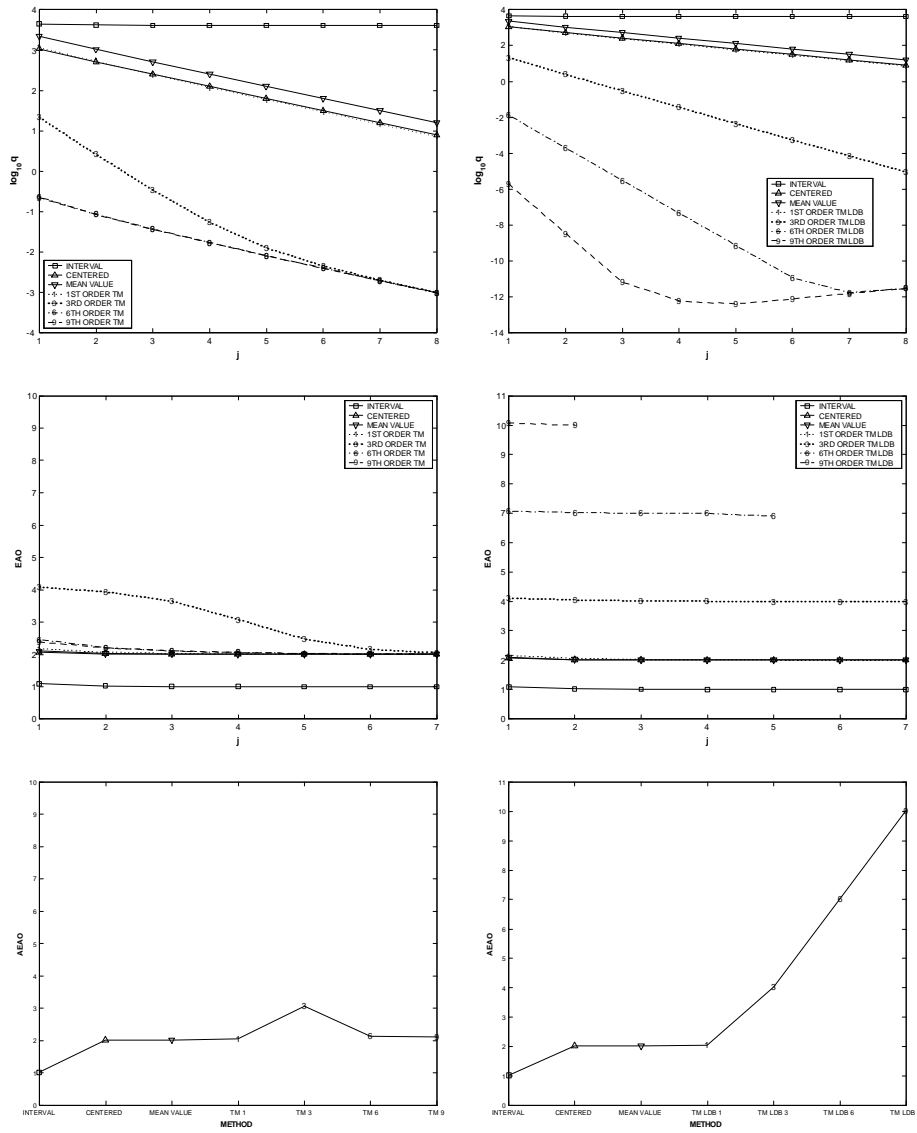 4
3
2
1
0
-1
-2
-3
-4
log10 q
1 2 3 4 5 6 7 8
j
INTERVAL
CENTERED
MEAN VALUE
1ST ORDER TM
3RD ORDER TM
6TH ORDER TM
9TH ORDER TM
4
2
0
-2
-4
-6
-8
-10
-12
-14
log10 q
1 2 3 4 5 6 7 8
j
INTERVAL
CENTERED
MEAN VALUE
1ST ORDER TM LDB
3RD ORDER TM LDB
6TH ORDER TM LDB
9TH ORDER TM LDB
10
9
8
7
6
5
4
3
2
1
0
EAO
1 2 3 4 5 6 7
j
INTERVAL
CENTERED
MEAN VALUE
1ST ORDER TM
3RD ORDER TM
6TH ORDER TM
9TH ORDER TM
11
10
9
8
7
6
5
4
3
2
1
0
EAO
1 2 3 4 5 6 7
j
INTERVAL
CENTERED
MEAN VALUE
1ST ORDER TM LDB
3RD ORDER TM LDB
6TH ORDER TM LDB
9TH ORDER TM LDB
10
9
8
7
6
5
4
3
2
1
0
AEAO
INTERVAL CENTERED MEAN VALUE TM 1 TM 3 TM 6 TM 9
METHOD
11
10
9
8
7
6
5
4
3
2
1
0
AEAO
INTERVAL CENTERED MEAN VALUE TM LDB 1 TM LDB 3 TM LDB 6 TM LDB
METHOD